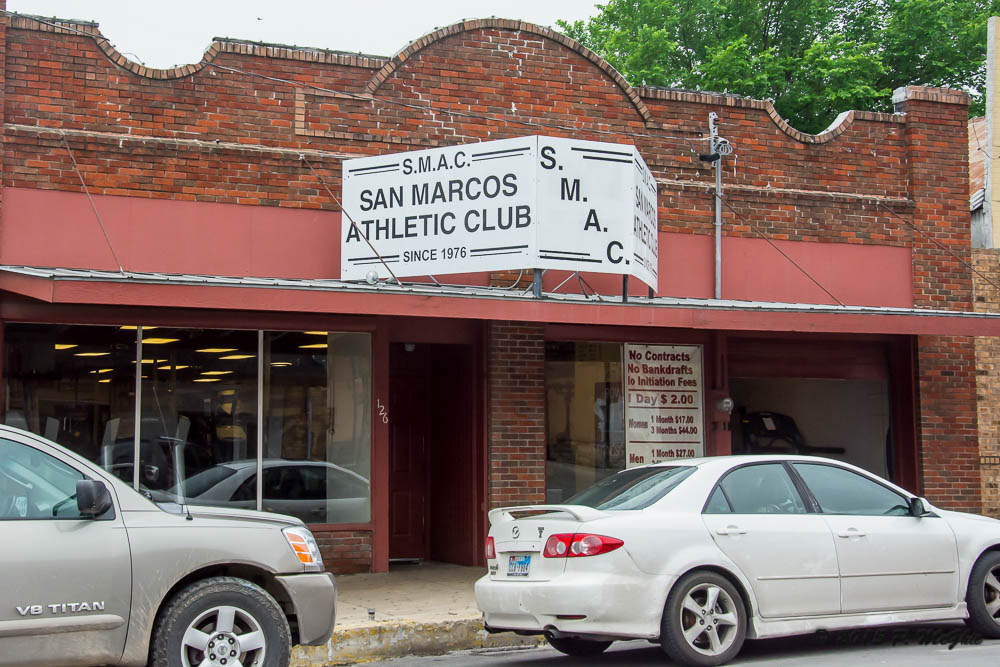 S.M.A.C.
SAN MARCOS
ATHLETIC CLUB
SINCE 1976
S.
M.
A.
C.
SAN MARCOS
ATHLETIC CLUB
126
No Contracts
No Bankdrafts
No Initiation Fees
1 Day $ 2.00
Women
1 Month $17.00
3 Months $44.00
Men
1 Month $27.00
V8 TITAN